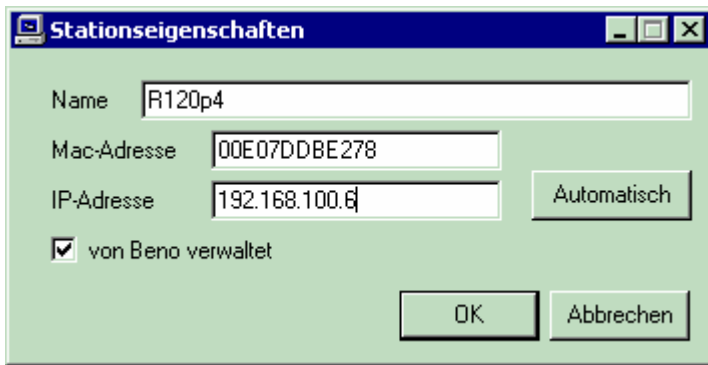 Stationseigenschaften
Name R120p4
Mac-Adresse 00E07DDBE278
IP-Adresse 192.168.100.6 Automatisch
von Beno verwaltet
OK Abbrechen